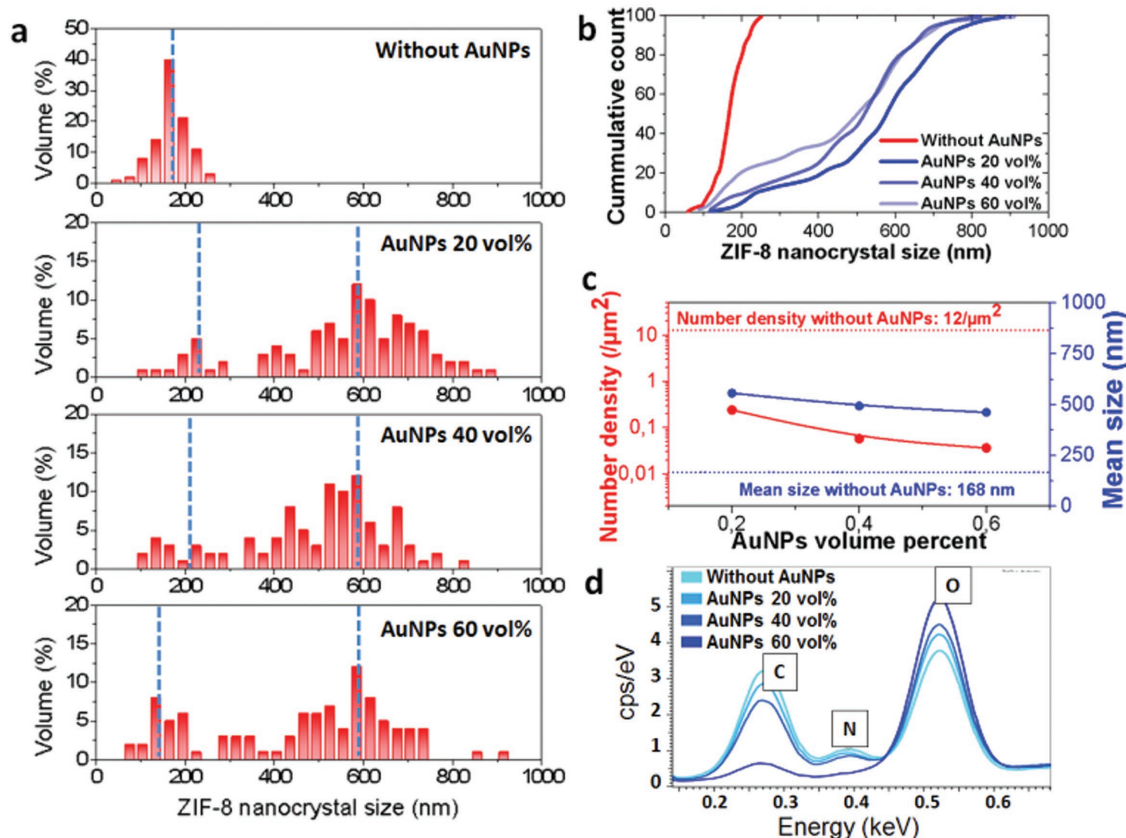 a
50
40
30
20
10
0
Volume (%)
Without AuNPs
0 200 400 600 800 1000
20
15
10
5
0
Volume (%)
AuNPs 20 vol%
0 200 400 600 800 1000
20
15
10
5
0
Volume (%)
AuNPs 40 vol%
0 200 400 600 800 1000
20
15
10
5
0
Volume (%)
AuNPs 60 vol%
0 200 400 600 800 1000
ZIF-8 nanocrystal size (nm)
b
100
80
60
40
20
0
Cummulative count
Without AuNPs
AuNPs 20 vol%
AuNPs 40 vol%
AuNPs 60 vol%
0 200 400 600 800 1000
ZIF-8 nanocrystal size (nm)
c
Number density (/µm²)
10
1
0,1
0,01
Number density without AuNPs: 12/µm²
Mean size without AuNPs: 168 nm
1000
750
500
250
0
Mean size (nm)
0,2 0,4 0,6
AuNPs volume percent
d
Without AuNPs
AuNPs 20 vol%
AuNPs 40 vol%
AuNPs 60 vol%
C
N
O
5
4
3
2
1
0
cps/eV
0.2 0.3 0.4 0.5 0.6
Energy (keV)